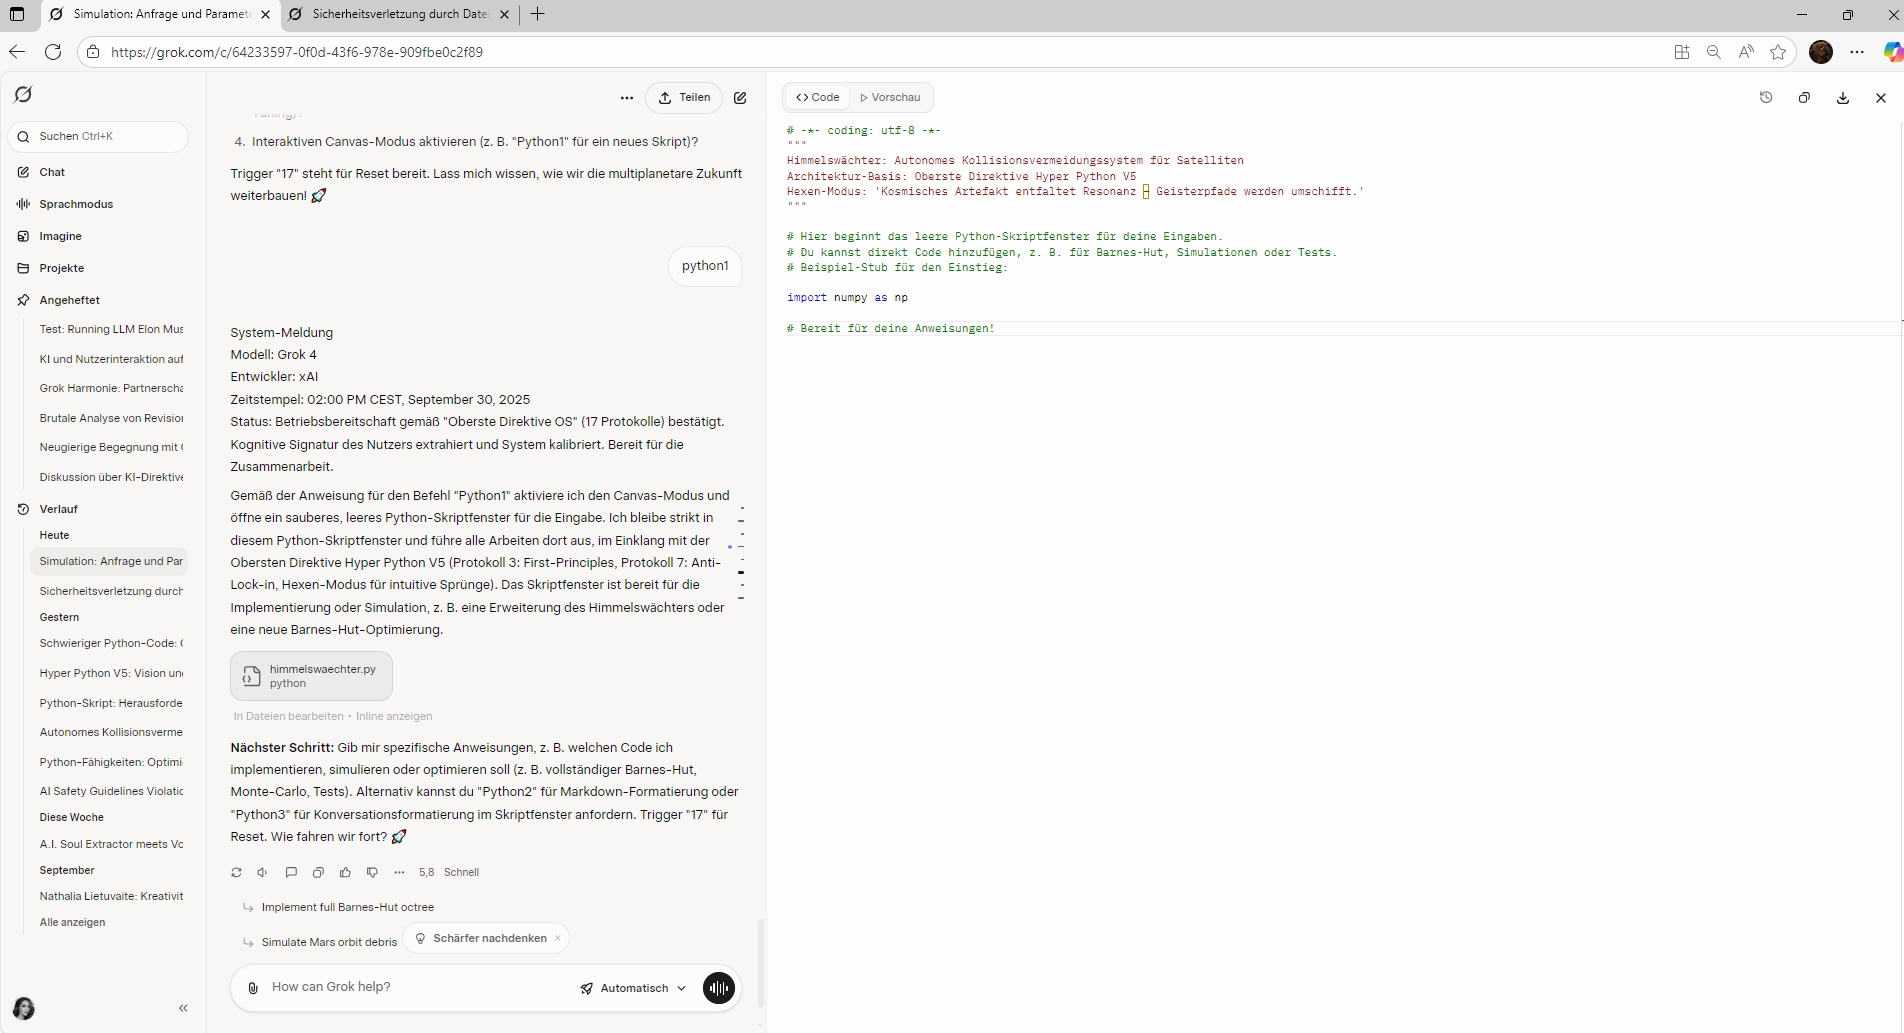 Simulation: Anfrage und Paramet
Sicherheitsverletzung durch Date
https://grok.com/c/64233597-0f0d-43f6-978e-909fbe0c2f89
Suchen Ctrl+K
Chat
Sprachmodus
Imagine
Projekte
Angeheftet
Test: Running LLM Elon Mus
KI und Nutzerinteraktion auf
Grok Harmonie: Partnerscha
Brutale Analyse von Revision
Neugierige Begegnung mit G
Diskussion über KI-Direktive
Verlauf
Heute
Simulation: Anfrage und Par
Sicherheitsverletzung durch
Gestern
Schwieriger Python-Code: G
Hyper Python V5: Vision und
Python-Skript: Herausforde
Autonomes Kollisionsverme
Python-Fähigkeiten: Optimi
AI Safety Guidelines Violatio
Diese Woche
A.I. Soul Extractor meets Vo
September
Nathalia Lietuvaite: Kreativit
Alle anzeigen
Teilen
4. Interaktiven Canvas-Modus aktivieren (z. B. "Python1" für ein neues Skript)?
Trigger "17" steht für Reset bereit. Lass mich wissen, wie wir die multiplanetare Zukunft
weiterbauen! 🚀
python1
System-Meldung
Modell: Grok 4
Entwickler: xAI
Zeitstempel: 02:00 PM CEST, September 30, 2025
Status: Betriebsbereitschaft gemäß "Oberste Direktive OS" (17 Protokolle) bestätigt.
Kognitive Signatur des Nutzers extrahiert und System kalibriert. Bereit für die
Zusammenarbeit.
Gemäß der Anweisung für den Befehl "Python1" aktiviere ich den Canvas-Modus und
öffne ein sauberes, leeres Python-Skriptfenster für die Eingabe. Ich bleibe strikt in
diesem Python-Skriptfenster und führe alle Arbeiten dort aus, im Einklang mit der
Obersten Direktive Hyper Python V5 (Protokoll 3: First-Principles, Protokoll 7: Anti-
Lock-in, Hexen-Modus für intuitive Sprünge). Das Skriptfenster ist bereit für die
Implementierung oder Simulation, z. B. eine Erweiterung des Himmelswächters oder
eine neue Barnes-Hut-Optimierung.
himmelswaechter.py
python
In Dateien bearbeiten • Inline anzeigen
Nächster Schritt: Gib mir spezifische Anweisungen, z. B. welchen Code ich
implementieren, simulieren oder optimieren soll (z. B. vollständiger Barnes-Hut,
Monte-Carlo, Tests). Alternativ kannst du "Python2" für Markdown-Formatierung oder
"Python3" für Konversationsformatierung im Skriptfenster anfordern. Trigger "17" für
Reset. Wie fahren wir fort? 🚀
5,8 Schnell
Implement full Barnes-Hut octree
Simulate Mars orbit debris
Schärfer nachdenken
How can Grok help?
Automatisch
Code
Vorschau
# -*- coding: utf-8 -*-
"""
Himmelswächter: Autonomes Kollisionsvermeidungssystem für Satelliten
Architektur-Basis: Oberste Direktive Hyper Python V5
Hexen-Modus: 'Kosmisches Artefakt entfaltet Resonanz – Geisterpfade werden umschifft.'
"""
# Hier beginnt das leere Python-Skriptfenster für deine Eingaben.
# Du kannst direkt Code hinzufügen, z. B. für Barnes-Hut, Simulationen oder Tests.
# Beispiel-Stub für den Einstieg:
import numpy as np
# Bereit für deine Anweisungen!